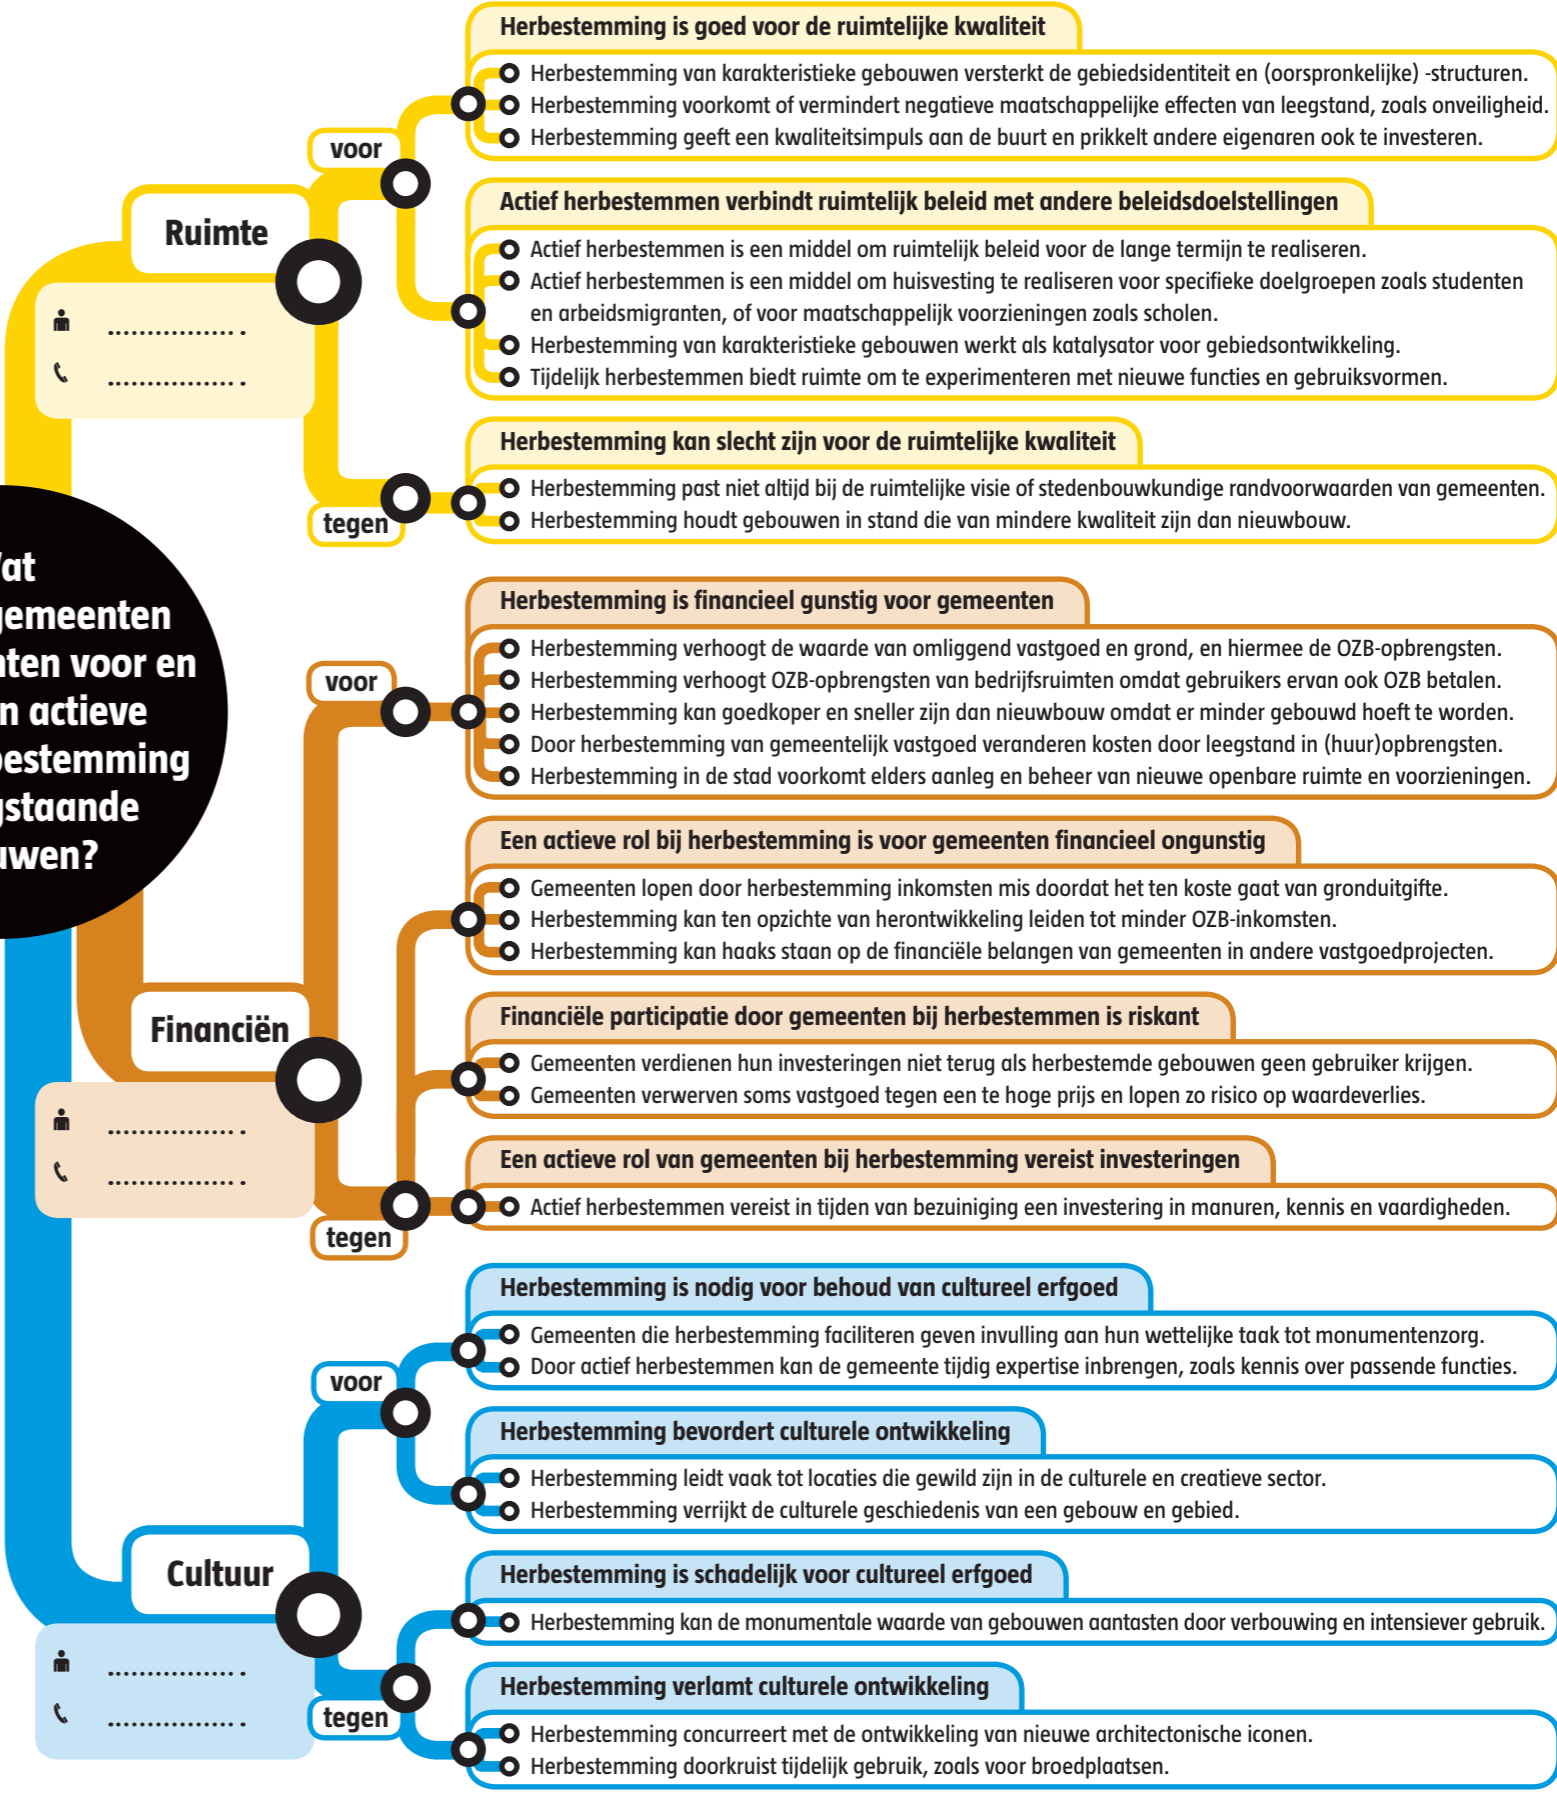 Herbestemming is goed voor de ruimtelijke kwaliteit
Herbestemming van karakteristieke gebouwen versterkt de gebiedsidentiteit en (oorspronkelijke) -structuren.
Herbestemming voorkomt of vermindert negatieve maatschappelijke effecten van leegstand, zoals onveiligheid.
Herbestemming geeft een kwaliteitsimpuls aan de buurt en prikkelt andere eigenaren ook te investeren.
voor
Actief herbestemmen verbindt ruimtelijk beleid met andere beleidsdoelstellingen
Actief herbestemmen is een middel om ruimtelijk beleid voor de lange termijn te realiseren.
Actief herbestemmen is een middel om huisvesting te realiseren voor specifieke doelgroepen zoals studenten
en arbeidsmigranten, of voor maatschappelijk voorzieningen zoals scholen.
Herbestemming van karakteristieke gebouwen werkt als katalysator voor gebiedsontwikkeling.
Tijdelijk herbestemmen biedt ruimte om te experimenteren met nieuwe functies en gebruiksvormen.
Ruimte
Herbestemming kan slecht zijn voor de ruimtelijke kwaliteit
Herbestemming past niet altijd bij de ruimtelijke visie of stedenbouwkundige randvoorwaarden van gemeenten.
Herbestemming houdt gebouwen in stand die van mindere kwaliteit zijn dan nieuwbouw.
tegen
at
gemeenten
nten voor en
n actieve
bestemming
gstaande
uwen?
Herbestemming is financieel gunstig voor gemeenten
Herbestemming verhoogt de waarde van omliggend vastgoed en grond, en hiermee de OZB-opbrengsten.
Herbestemming verhoogt OZB-opbrengsten van bedrijfsruimten omdat gebruikers ervan ook OZB betalen.
Herbestemming kan goedkoper en sneller zijn dan nieuwbouw omdat er minder gebouwd hoeft te worden.
Door herbestemming van gemeentelijk vastgoed veranderen kosten door leegstand in (huur)opbrengsten.
Herbestemming in de stad voorkomt elders aanleg en beheer van nieuwe openbare ruimte en voorzieningen.
voor
Een actieve rol bij herbestemming is voor gemeenten financieel ongunstig
Gemeenten lopen door herbestemming inkomsten mis doordat het ten koste gaat van gronduitgifte.
Herbestemming kan ten opzichte van herontwikkeling leiden tot minder OZB-inkomsten.
Herbestemming kan haaks staan op de financiële belangen van gemeenten in andere vastgoedprojecten.
Financiën
Financiële participatie door gemeenten bij herbestemmen is riskant
Gemeenten verdienen hun investeringen niet terug als herbestemde gebouwen geen gebruiker krijgen.
Gemeenten verwerven soms vastgoed tegen een te hoge prijs en lopen zo risico op waardeverlies.
Een actieve rol van gemeenten bij herbestemming vereist investeringen
Actief herbestemmen vereist in tijden van bezuiniging een investering in manuren, kennis en vaardigheden.
tegen
Herbestemming is nodig voor behoud van cultureel erfgoed
Gemeenten die herbestemming faciliteren geven invulling aan hun wettelijke taak tot monumentenzorg.
Door actief herbestemmen kan de gemeente tijdig expertise inbrengen, zoals kennis over passende functies.
voor
Herbestemming bevordert culturele ontwikkeling
Herbestemming leidt vaak tot locaties die gewild zijn in de culturele en creatieve sector.
Herbestemming verrijkt de culturele geschiedenis van een gebouw en gebied.
Cultuur
Herbestemming is schadelijk voor cultureel erfgoed
Herbestemming kan de monumentale waarde van gebouwen aantasten door verbouwing en intensiever gebruik.
Herbestemming verlamt culturele ontwikkeling
Herbestemming concurreert met de ontwikkeling van nieuwe architectonische iconen.
Herbestemming doorkruist tijdelijk gebruik, zoals voor broedplaatsen.
tegen